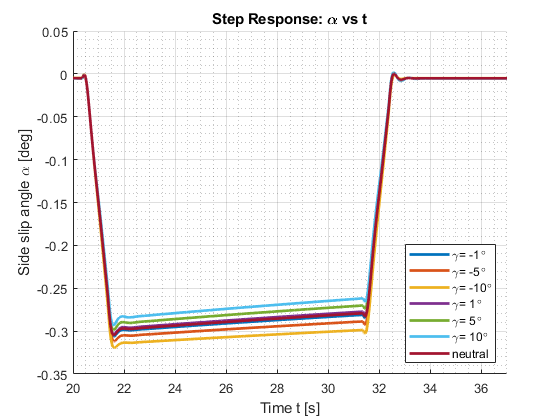 Step Response: α vs t
Side slip angle α [deg]
0.05
0
-0.05
-0.1
-0.15
-0.2
-0.25
-0.3
-0.35
γ= -1°
γ= -5°
γ= -10°
γ= 1°
γ= 5°
γ= 10°
neutral
20 22 24 26 28 30 32 34 36
Time t [s]